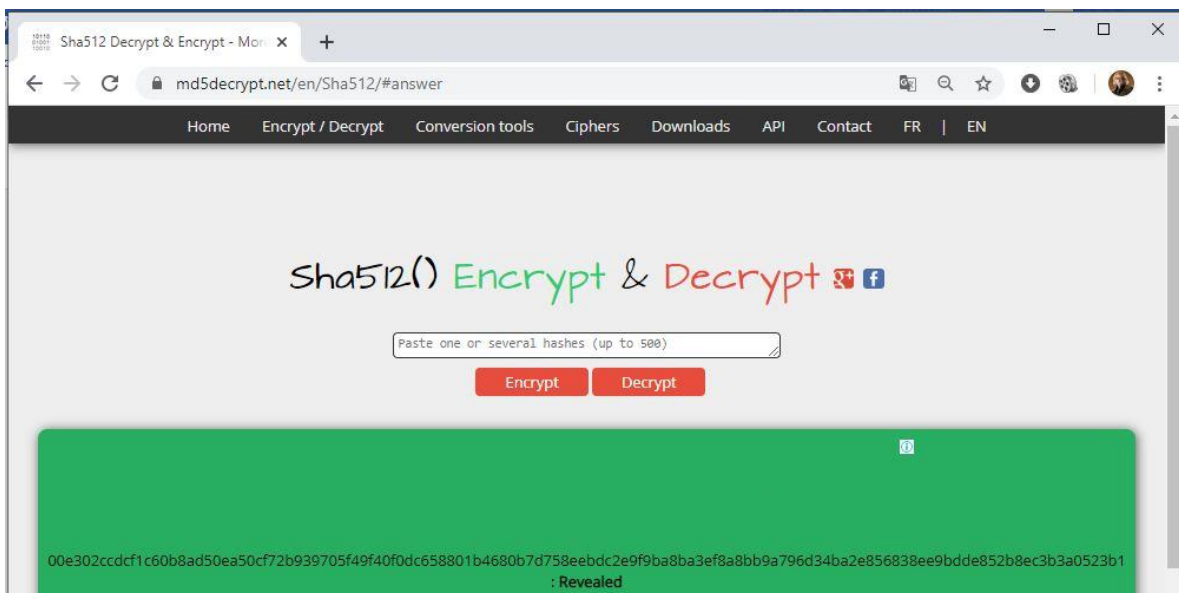 Sha512 Decrypt & Encrypt - Mor
md5decrypt.net/en/Sha512/#answer
Home Encrypt / Decrypt Conversion tools Ciphers Downloads API Contact FR | EN
Sha512() Encrypt & Decrypt
Paste one or several hashes (up to 500)
Encrypt Decrypt
00e302ccdcf1c60b8ad50ea50cf72b939705f49f40f0dc658801b4680b7d758eebdc2e9f9ba8ba3ef8a8bb9a796d34ba2e856838ee9bdde852b8ec3b3a0523b1
: Revealed